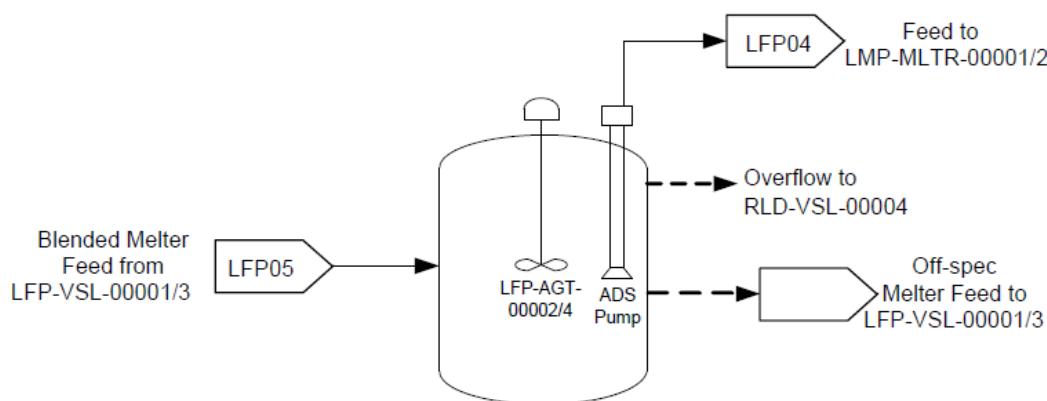 LFP04
Feed to
LMP-MLTR-00001/2
Overflow to
RLD-VSL-00004
Blended Melter
Feed from
LFP-VSL-00001/3
LFP05
LFP-AGT-
00002/4
ADS
Pump
Off-spec
Melter Feed to
LFP-VSL-00001/3